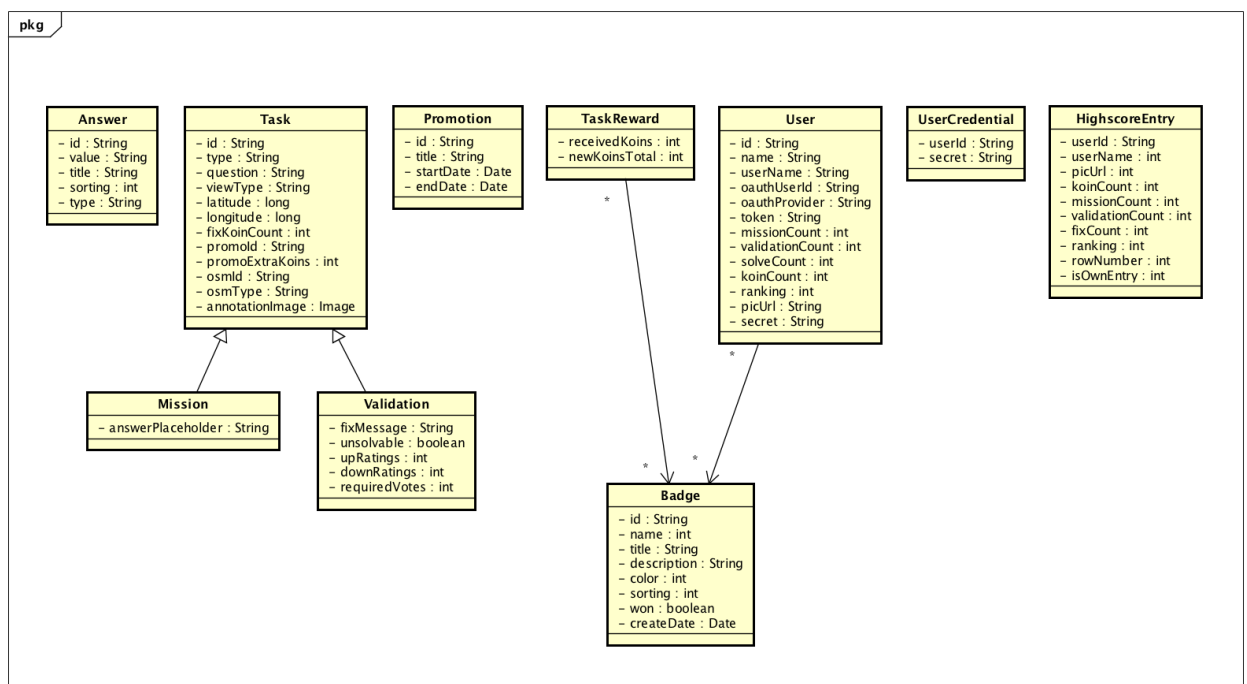 pkg
Answer
– id : String
– value : String
– title : String
– sorting : int
– type : String
Task
– id : String
– type : String
– question : String
– viewType : String
– latitude : long
– longitude : long
– fixKoinCount : int
– promoId : String
– promoExtraKoins : int
– osmId : String
– osmType : String
– annotationImage : Image
Promotion
– id : String
– title : String
– startDate : Date
– endDate : Date
TaskReward
– receivedKoins : int
– newKoinsTotal : int
User
– id : String
– name : String
– userName : String
– oauthUserId : String
– oauthProvider : String
– token : String
– missionCount : int
– validationCount : int
– solveCount : int
– koinCount : int
– ranking : int
– picUrl : String
– secret : String
UserCredential
– userId : String
– secret : String
HighscoreEntry
– userId : String
– userName : int
– picUrl : int
– koinCount : int
– missionCount : int
– validationCount : int
– fixCount : int
– ranking : int
– rowNumber : int
– isOwnEntry : int
*
*
Mission
– answerPlaceholder : String
Validation
– fixMessage : String
– unsolvable : boolean
– upRatings : int
– downRatings : int
– requiredVotes : int
*
*
Badge
– id : String
– name : int
– title : String
– description : String
– color : int
– sorting : int
– won : boolean
– createDate : Date